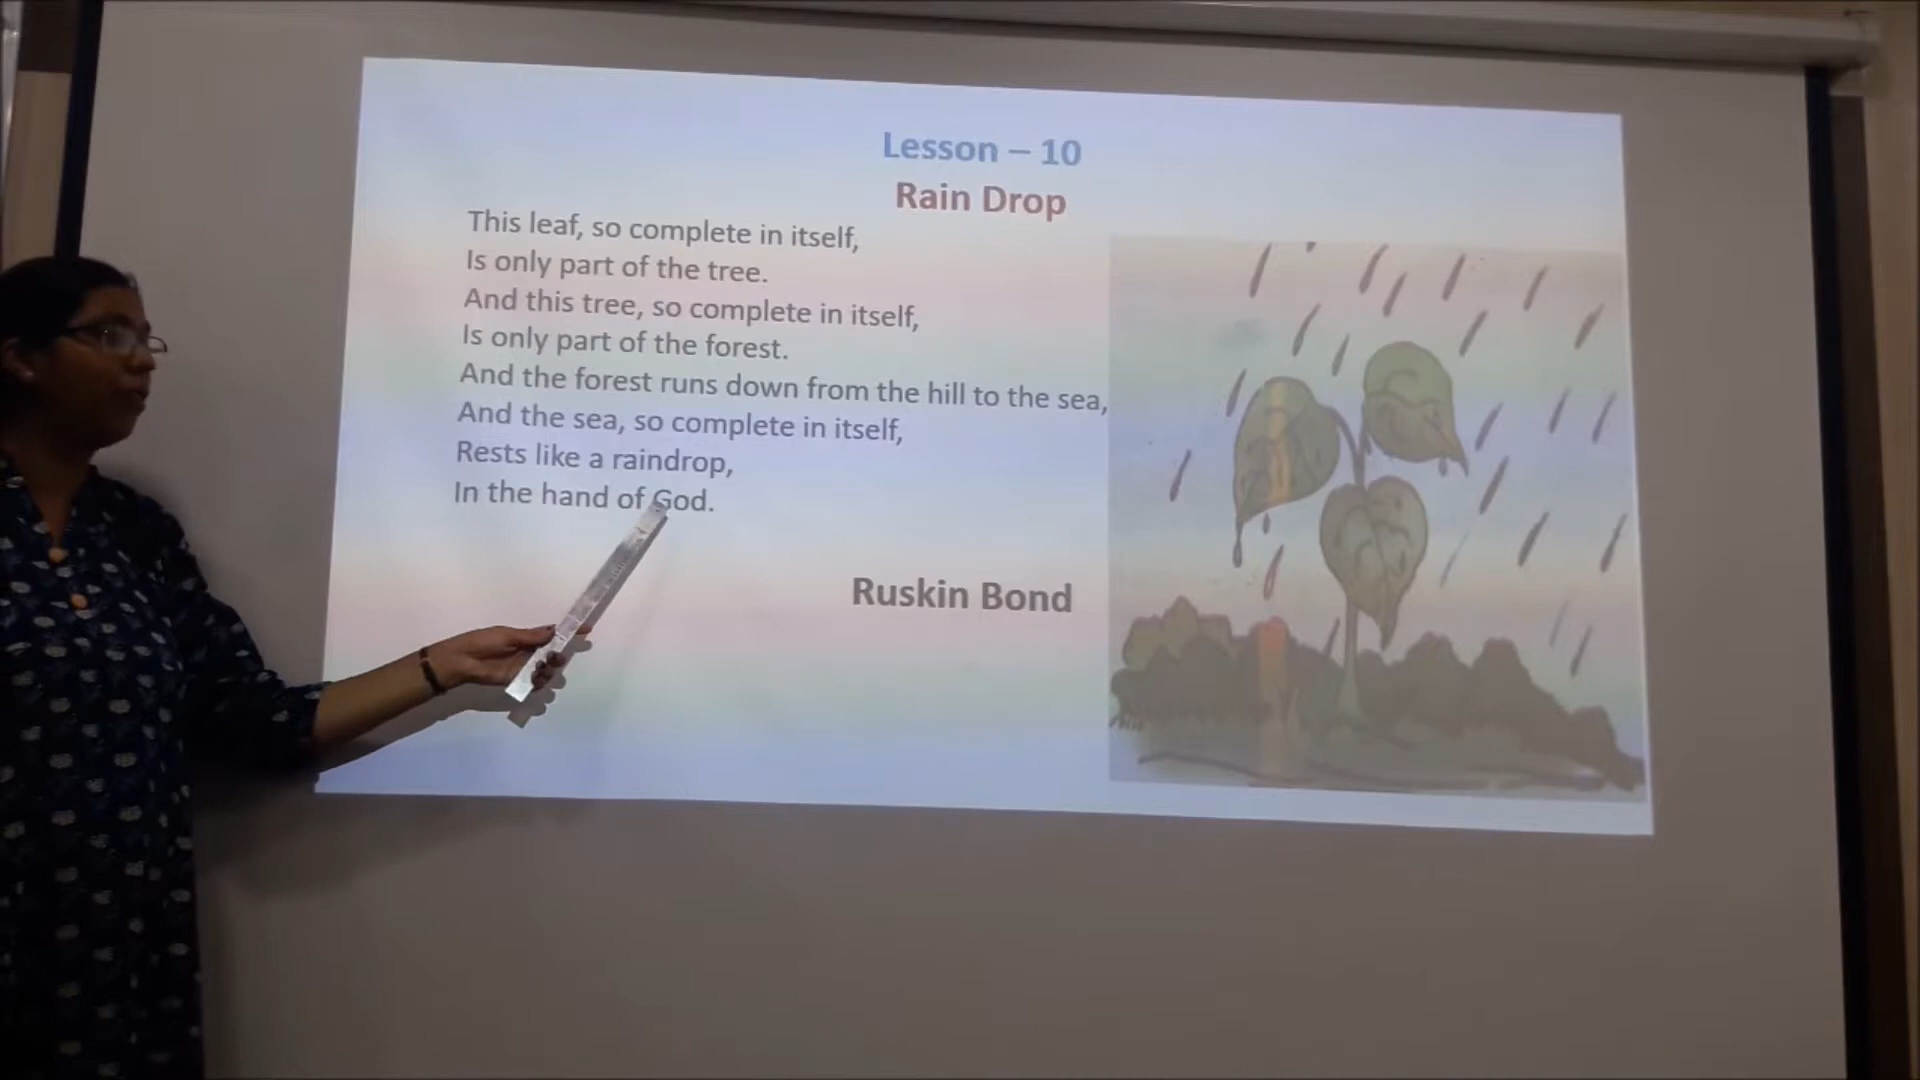 Lesson – 10
Rain Drop
This leaf, so complete in itself,
Is only part of the tree.
And this tree, so complete in itself,
Is only part of the forest.
And the forest runs down from the hill to the sea,
And the sea, so complete in itself,
Rests like a raindrop,
In the hand of God.
Ruskin Bond